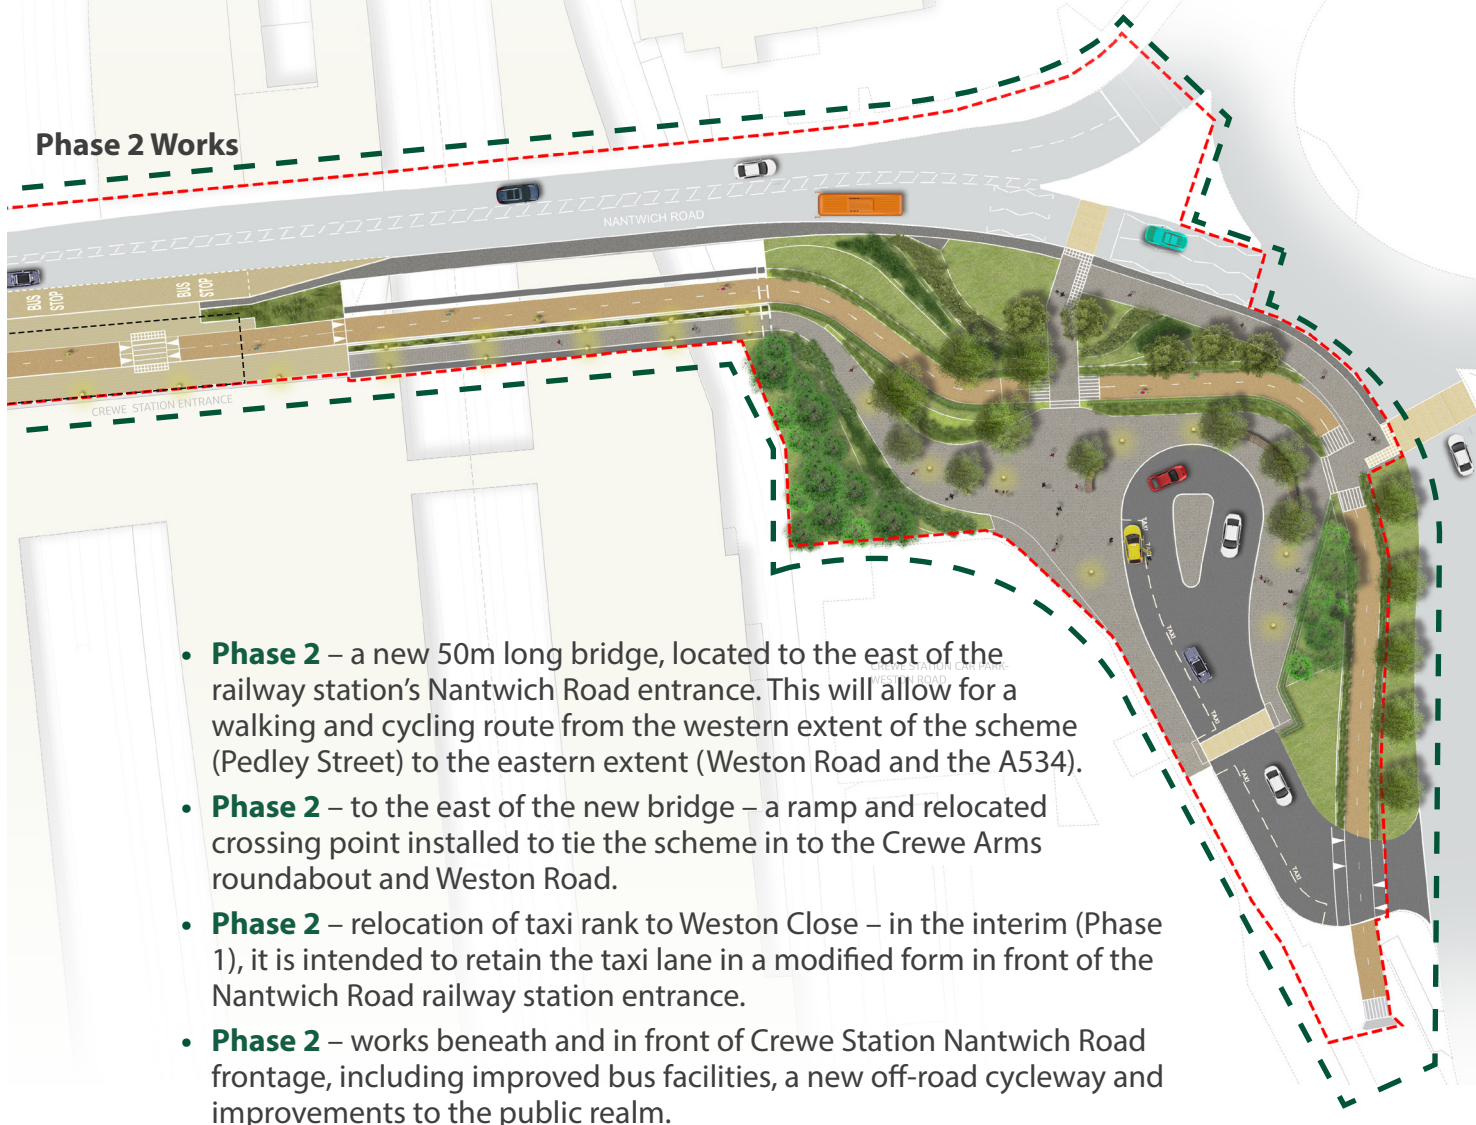 Phase 2 Works
NANTWICH ROAD
BUS STOP
BUS STOP
CREWE STATION ENTRANCE
TAXI
TAXI
TAXI
TAXI
TAXI
TAXI
CREWE STATION CAR PARK-
WESTON ROAD
• Phase 2 – a new 50m long bridge, located to the east of the
railway station’s Nantwich Road entrance. This will allow for a
walking and cycling route from the western extent of the scheme
(Pedley Street) to the eastern extent (Weston Road and the A534).
• Phase 2 – to the east of the new bridge – a ramp and relocated
crossing point installed to tie the scheme in to the Crewe Arms
roundabout and Weston Road.
• Phase 2 – relocation of taxi rank to Weston Close – in the interim (Phase
1), it is intended to retain the taxi lane in a modified form in front of the
Nantwich Road railway station entrance.
• Phase 2 – works beneath and in front of Crewe Station Nantwich Road
frontage, including improved bus facilities, a new off-road cycleway and
improvements to the public realm.